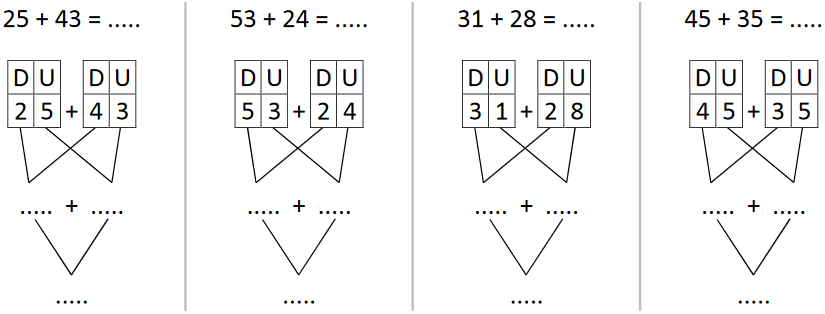 25 + 43 = .....
D U D U
2 5 + 4 3
..... + .....
.....
53 + 24 = .....
D U D U
5 3 + 2 4
..... + .....
.....
31 + 28 = .....
D U D U
3 1 + 2 8
..... + .....
.....
45 + 35 = .....
D U D U
4 5 + 3 5
..... + .....
.....